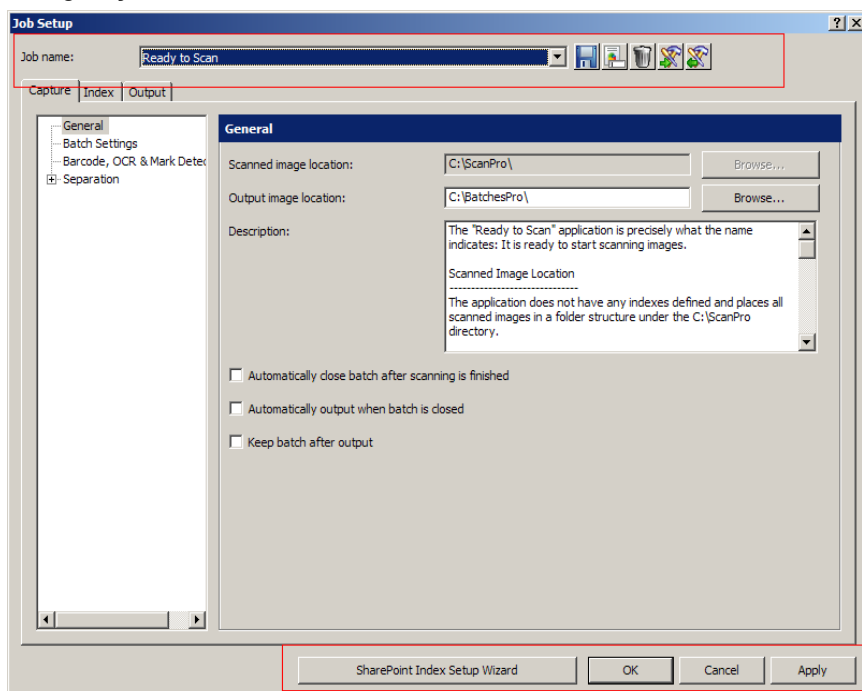 Job Setup
Job name:
Ready to Scan
Capture
Index
Output
General
Batch Settings
Barcode, OCR & Mark Detec
Separation
General
Scanned image location:
C:\ScanPro\
Browse...
Output image location:
C:\BatchesPro\
Browse...
Description:
The "Ready to Scan" application is precisely what the name
indicates: It is ready to start scanning images.
Scanned Image Location
------------------------------
The application does not have any indexes defined and places all
scanned images in a folder structure under the C:\ScanPro
directory.
Automatically close batch after scanning is finished
Automatically output when batch is closed
Keep batch after output
SharePoint Index Setup Wizard
OK
Cancel
Apply